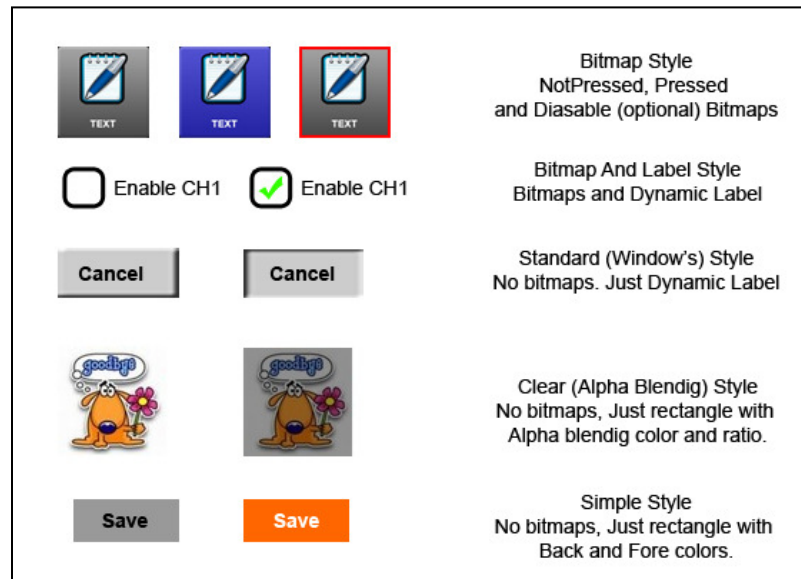 TEXT
TEXT
TEXT
Bitmap Style
NotPressed, Pressed
and Diasable (optional) Bitmaps
Enable CH1
Enable CH1
Bitmap And Label Style
Bitmaps and Dynamic Label
Cancel
Cancel
Standard (Window's) Style
No bitmaps. Just Dynamic Label
goodbye
goodbye
Clear (Alpha Blendig) Style
No bitmaps, Just rectangle with
Alpha blendig color and ratio.
Save
Save
Simple Style
No bitmaps, Just rectangle with
Back and Fore colors.